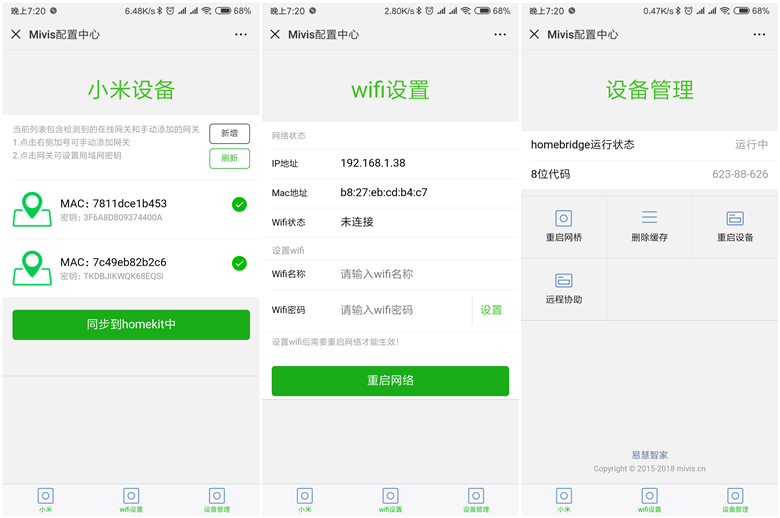 晚上7:20 6.48K/s 68%
Mivis配置中心
小米设备
当前列表包含检测到的在线网关和手动添加的网关
1.点击右侧加号可手动添加网关
2.点击网关可设置局域网密钥
新增
刷新
MAC: 7811dce1b453
密钥: 3F6A8D809374400A
MAC: 7c49eb82b2c6
密钥: TKDBJIKWQK68EQSI
同步到homekit中
小米 wifi设置 设备管理
晚上7:20 2.80K/s 68%
Mivis配置中心
wifi设置
网络状态
IP地址 192.168.1.38
Mac地址 b8:27:eb:cd:b4:c7
Wifi状态 未连接
设置wifi
Wifi名称 请输入wifi名称
Wifi密码 请输入wifi密码 设置
设置wifi后需要重启网络才能生效!
重启网络
小米 wifi设置 设备管理
晚上7:20 0.47K/s 68%
Mivis配置中心
设备管理
homebridge运行状态 运行中
8位代码 623-88-626
重启网桥 删除缓存 重启设备
远程协助
易慧智家
Copyright © 2015-2018 mivis.cn
小米 wifi设置 设备管理